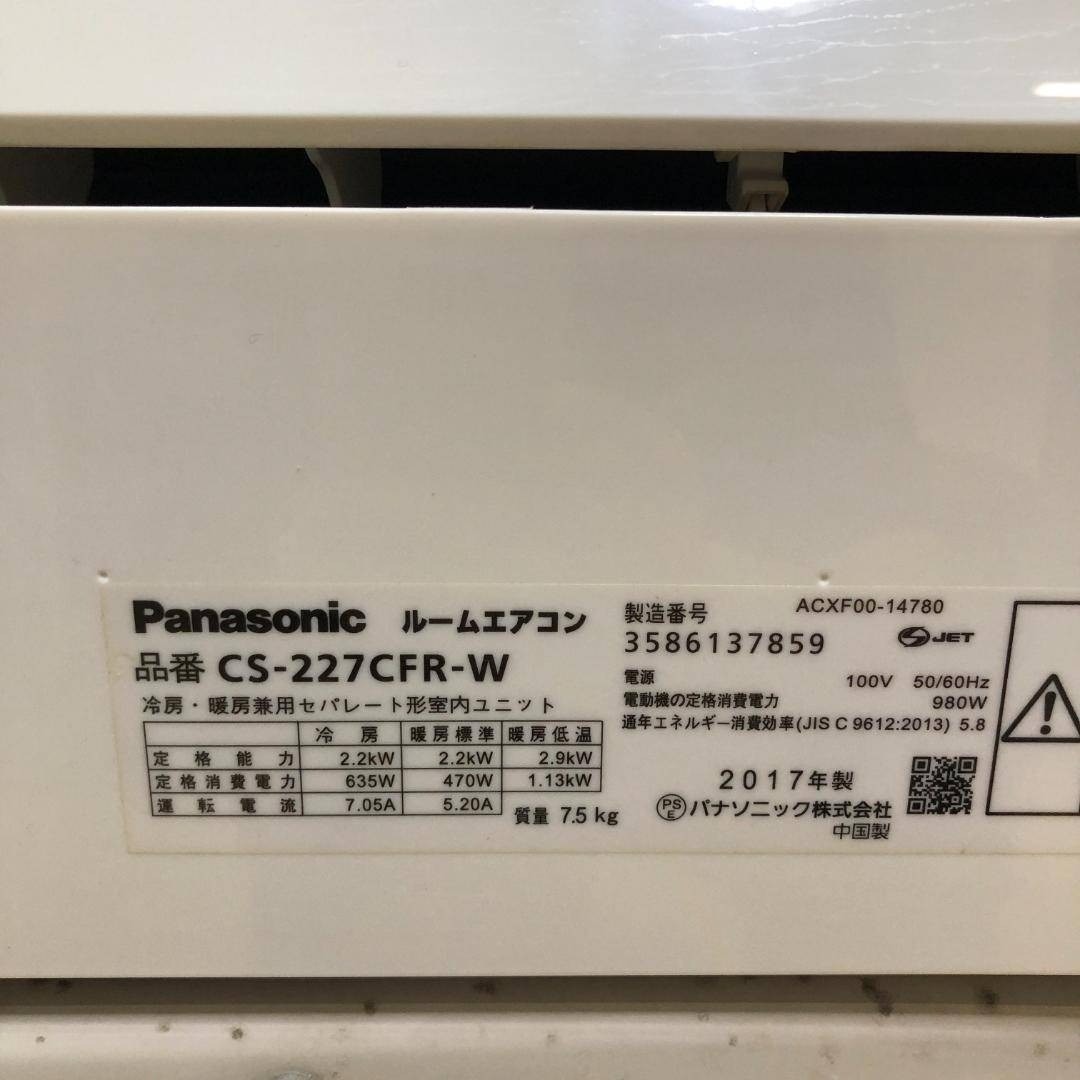 Panasonic ルームエアコン
品番 CS-227CFR-W
冷房・暖房兼用セパレート形室内ユニット
冷房 暖房標準 暖房低温
定格能力 2.2kW 2.2kW 2.9kW
定格消費電力 635W 470W 1.13kW
運転電流 7.05A 5.20A
質量 7.5 kg
製造番号 ACXF00-14780
3586137859 JET
電源 100V 50/60Hz
電動機の定格消費電力 980W
通年エネルギー消費効率(JIS C 9612:2013) 5.8
2017年製
PSE パナソニック株式会社
中国製